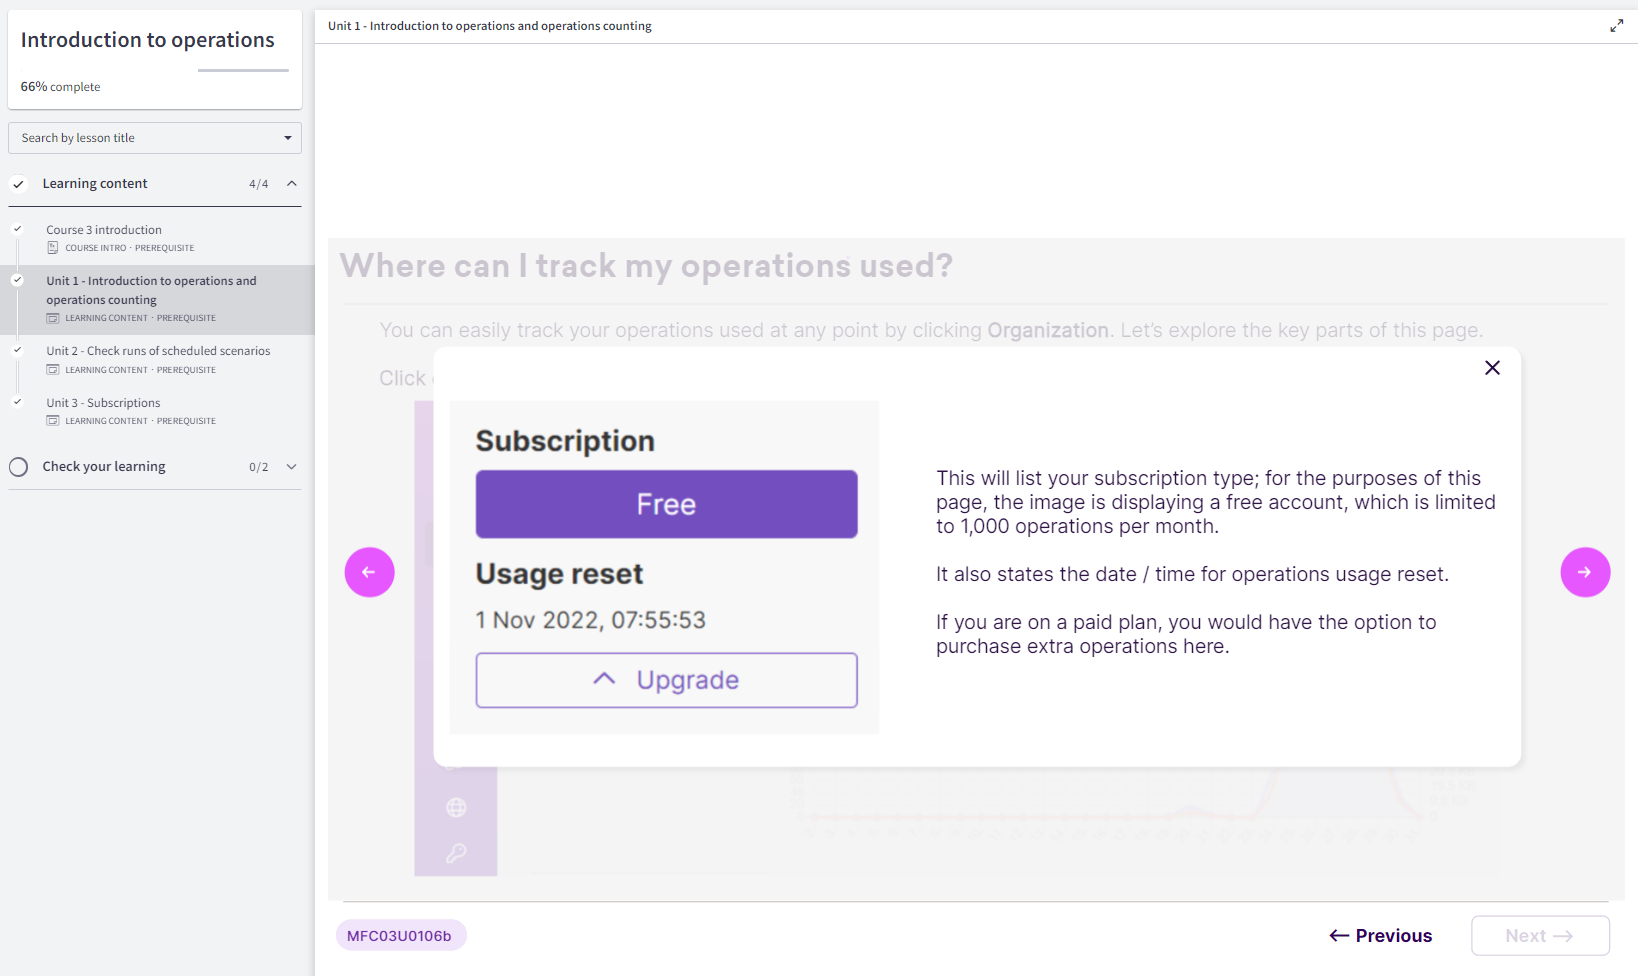 Introduction to operations
66% complete
Search by lesson title
Learning content 4/4
Course 3 introduction
COURSE INTRO · PREREQUISITE
Unit 1 - Introduction to operations and
operations counting
LEARNING CONTENT · PREREQUISITE
Unit 2 - Check runs of scheduled scenarios
LEARNING CONTENT · PREREQUISITE
Unit 3 - Subscriptions
LEARNING CONTENT · PREREQUISITE
Check your learning 0/2
Unit 1 - Introduction to operations and operations counting
Where can I track my operations used?
You can easily track your operations used at any point by clicking Organization. Let's explore the key parts of this page.
Click
Subscription
Free
Usage reset
1 Nov 2022, 07:55:53
Upgrade
This will list your subscription type; for the purposes of this
page, the image is displaying a free account, which is limited
to 1,000 operations per month.
It also states the date / time for operations usage reset.
If you are on a paid plan, you would have the option to
purchase extra operations here.
MFC03U0106b
← Previous
Next →